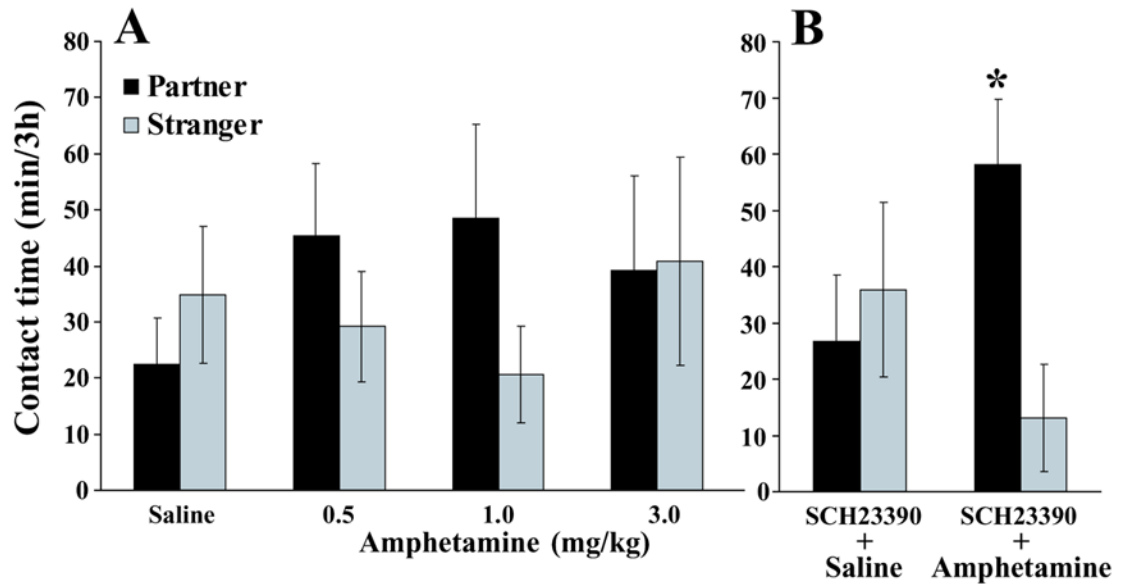 A
80
70
60
50
40
30
20
10
0
Contact time (min/3h)
Partner
Stranger
Saline 0.5 1.0 3.0
Amphetamine (mg/kg)
B
80
70
60
50
40
30
20
10
0
*
SCH23390 SCH23390
+ +
Saline Amphetamine